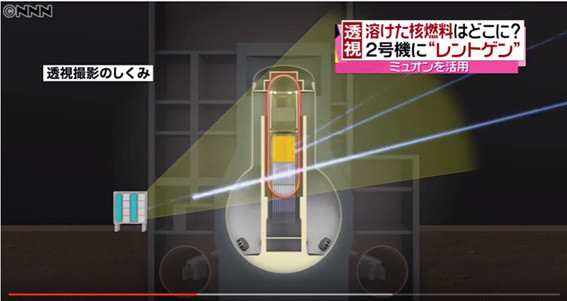 NNN
透視 溶けた核燃料はどこに?
2号機に“レントゲン”
ミュオンを活用
透視撮影のしくみ